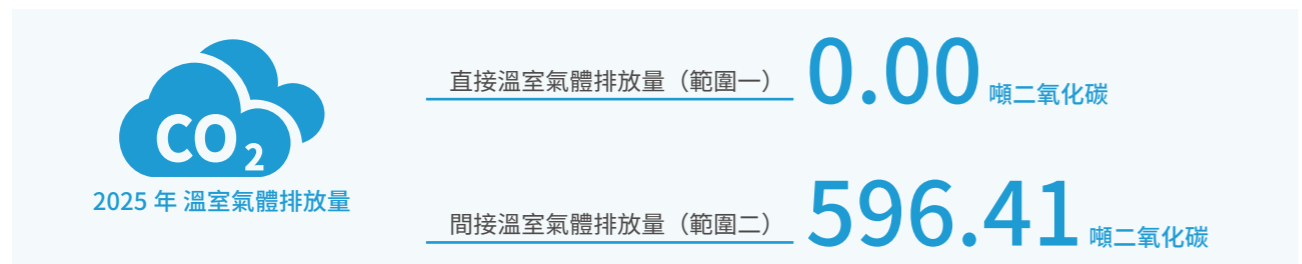 CO2
2025 年 溫室氣體排放量
直接溫室氣體排放量（範圍一） 0.00 噸二氧化碳
間接溫室氣體排放量（範圍二） 596.41 噸二氧化碳